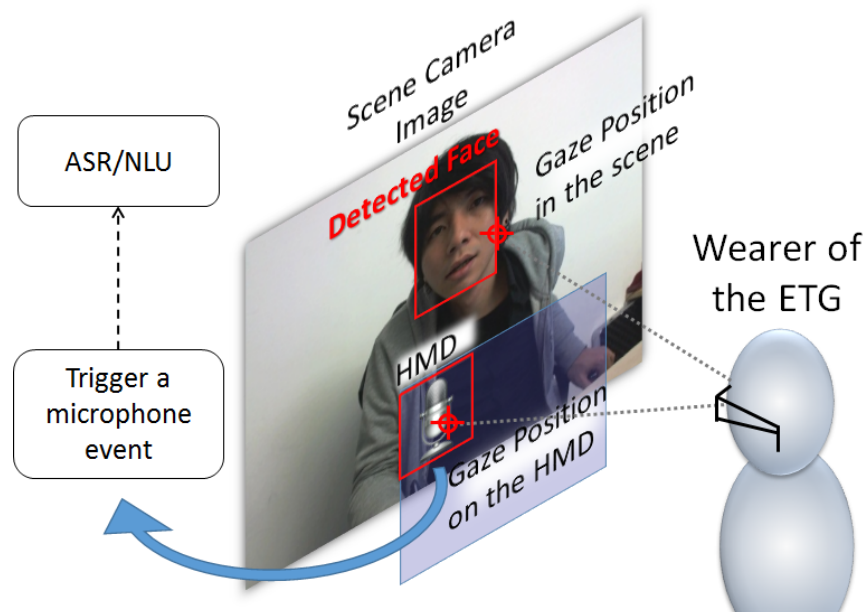 Scene Camera
Image
ASR/NLU
Detected Face
Gaze Position
in the scene
Wearer of
the ETG
HMD
Trigger a
microphone
event
Gaze Position
on the HMD